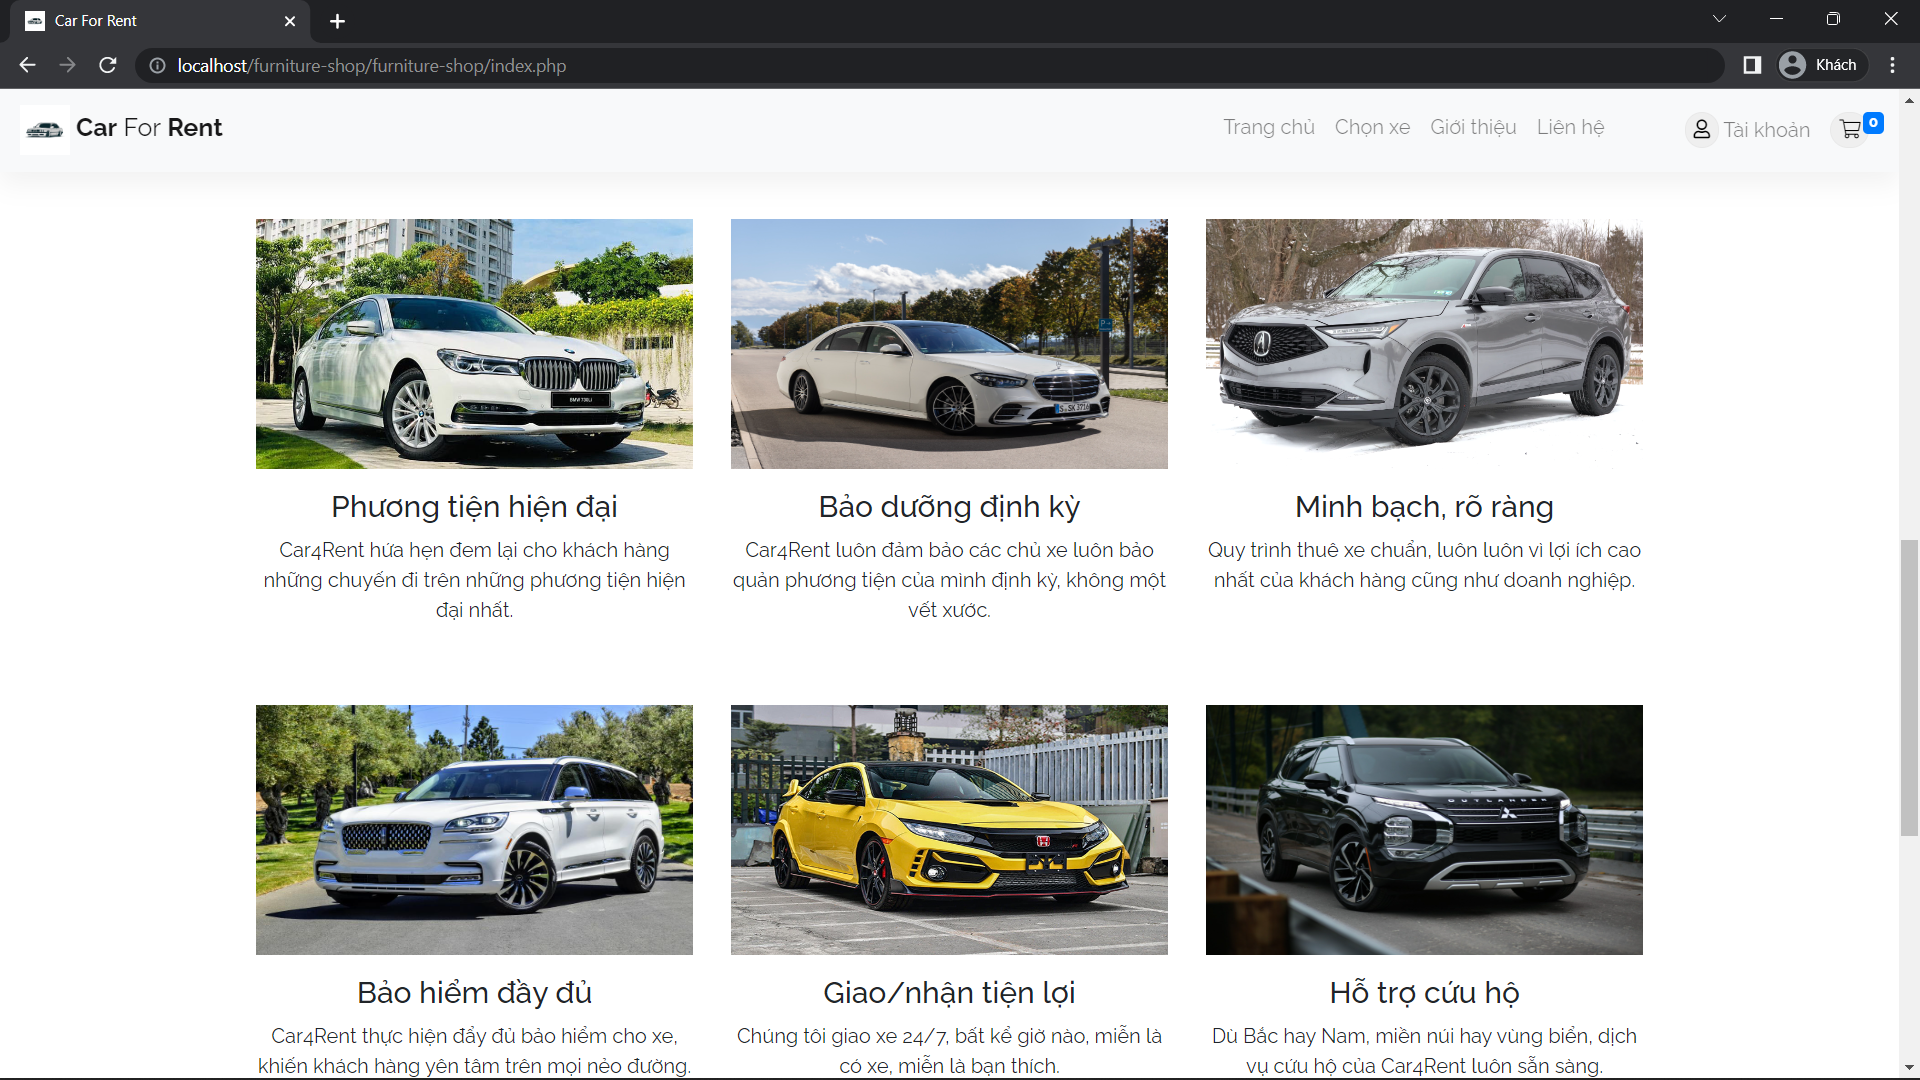 Car For Rent
localhost/furniture-shop/furniture-shop/index.php
Khách
Car For Rent
Trang chủ
Chọn xe
Giới thiệu
Liên hệ
Tài khoản
0
BMW 730Li
S SK 3216
Phương tiện hiện đại
Car4Rent hứa hẹn đem lại cho khách hàng
những chuyến đi trên những phương tiện hiện
đại nhất.
Bảo dưỡng định kỳ
Car4Rent luôn đảm bảo các chủ xe luôn bảo
quản phương tiện của mình định kỳ, không một
vết xước.
Minh bạch, rõ ràng
Quy trình thuê xe chuẩn, luôn luôn vì lợi ích cao
nhất của khách hàng cũng như doanh nghiệp.
OUTLANDER
Bảo hiểm đầy đủ
Car4Rent thực hiện đẩy đủ bảo hiểm cho xe,
khiến khách hàng yên tâm trên mọi nẻo đường.
Giao/nhận tiện lợi
Chúng tôi giao xe 24/7, bất kể giờ nào, miễn là
có xe, miễn là bạn thích.
Hỗ trợ cứu hộ
Dù Bắc hay Nam, miền núi hay vùng biển, dịch
vụ cứu hộ của Car4Rent luôn sẵn sàng.